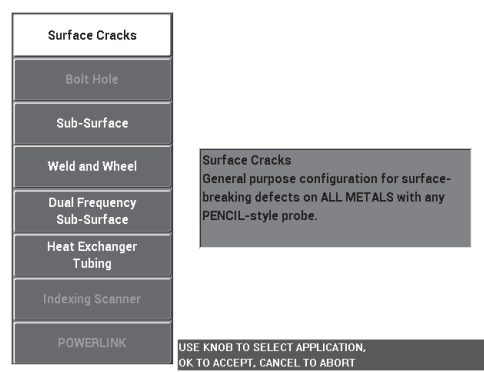 Surface Cracks
Bolt Hole
Sub-Surface
Weld and Wheel
Dual Frequency
Sub-Surface
Heat Exchanger
Tubing
Indexing Scanner
POWERLINK
Surface Cracks
General purpose configuration for surface-
breaking defects on ALL METALS with any
PENCIL-style probe.
USE KNOB TO SELECT APPLICATION,
OK TO ACCEPT, CANCEL TO ABORT